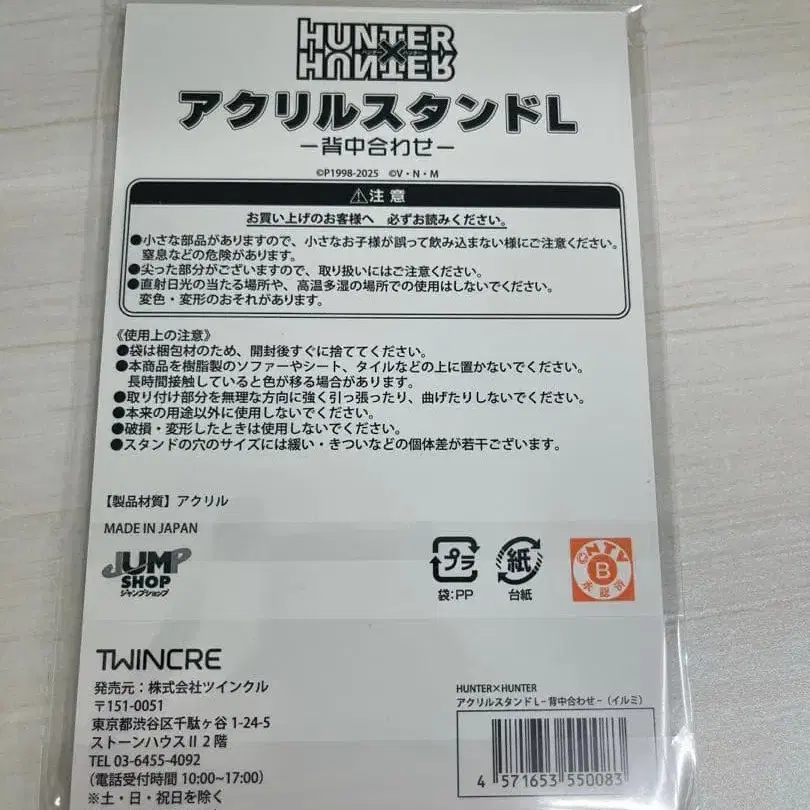 HUNTER×HUNTER
ハンター×ハンター
アクリルスタンドL
－背中合わせ－
©P1998-2025 ©V・N・M
⚠注意
お買い上げのお客様へ 必ずお読みください。
●小さな部品がありますので、小さなお子様が誤って飲み込まない様にご注意ください。
窒息などの危険があります。
●尖った部分がございますので、取り扱いにはご注意ください。
●直射日光の当たる場所や、高温多湿の場所での使用はしないでください。
変色・変形のおそれがあります。
《使用上の注意》
●袋は梱包材のため、開封後すぐに捨ててください。
●本商品を樹脂製のソファーやシート、タイルなどの上に置かないでください。
長時間接触していると色が移る場合があります。
●取り付け部分を無理な方向に強く引っ張ったり、曲げたりしないでください。
●本来の用途以外に使用しないでください。
●破損・変形したときは使用しないでください。
●スタンドの穴のサイズには緩い・きついなどの個体差が若干ございます。
【製品材質】アクリル
MADE IN JAPAN
JUMP
SHOP
ジャンプショップ
プラ
袋:PP
紙
台紙
CNTV
B
承認済
TWINCRE
発売元：株式会社ツインクル
〒151-0051
東京都渋谷区千駄ヶ谷 1-24-5
ストーンハウスⅡ 2階
TEL 03-6455-4092
（電話受付時間 10:00~17:00）
※土・日・祝日を除く
HUNTER×HUNTER
アクリルスタンドL－背中合わせ－（イルミ）
4 571653 550083